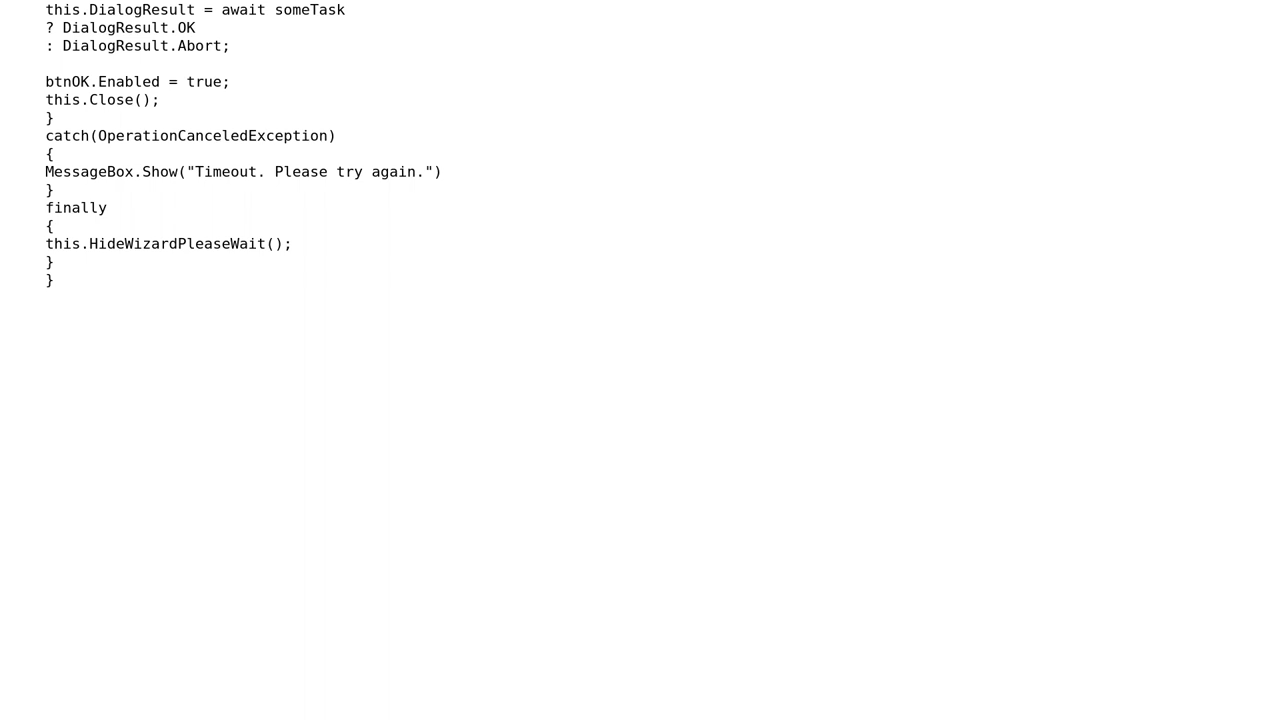 this.DialogResult = await someTask
? DialogResult.OK
: DialogResult.Abort;

btnOK.Enabled = true;
this.Close();
}
catch(OperationCanceledException)
{
MessageBox.Show("Timeout. Please try again.")
}
finally
{
this.HideWizardPleaseWait();
}
}